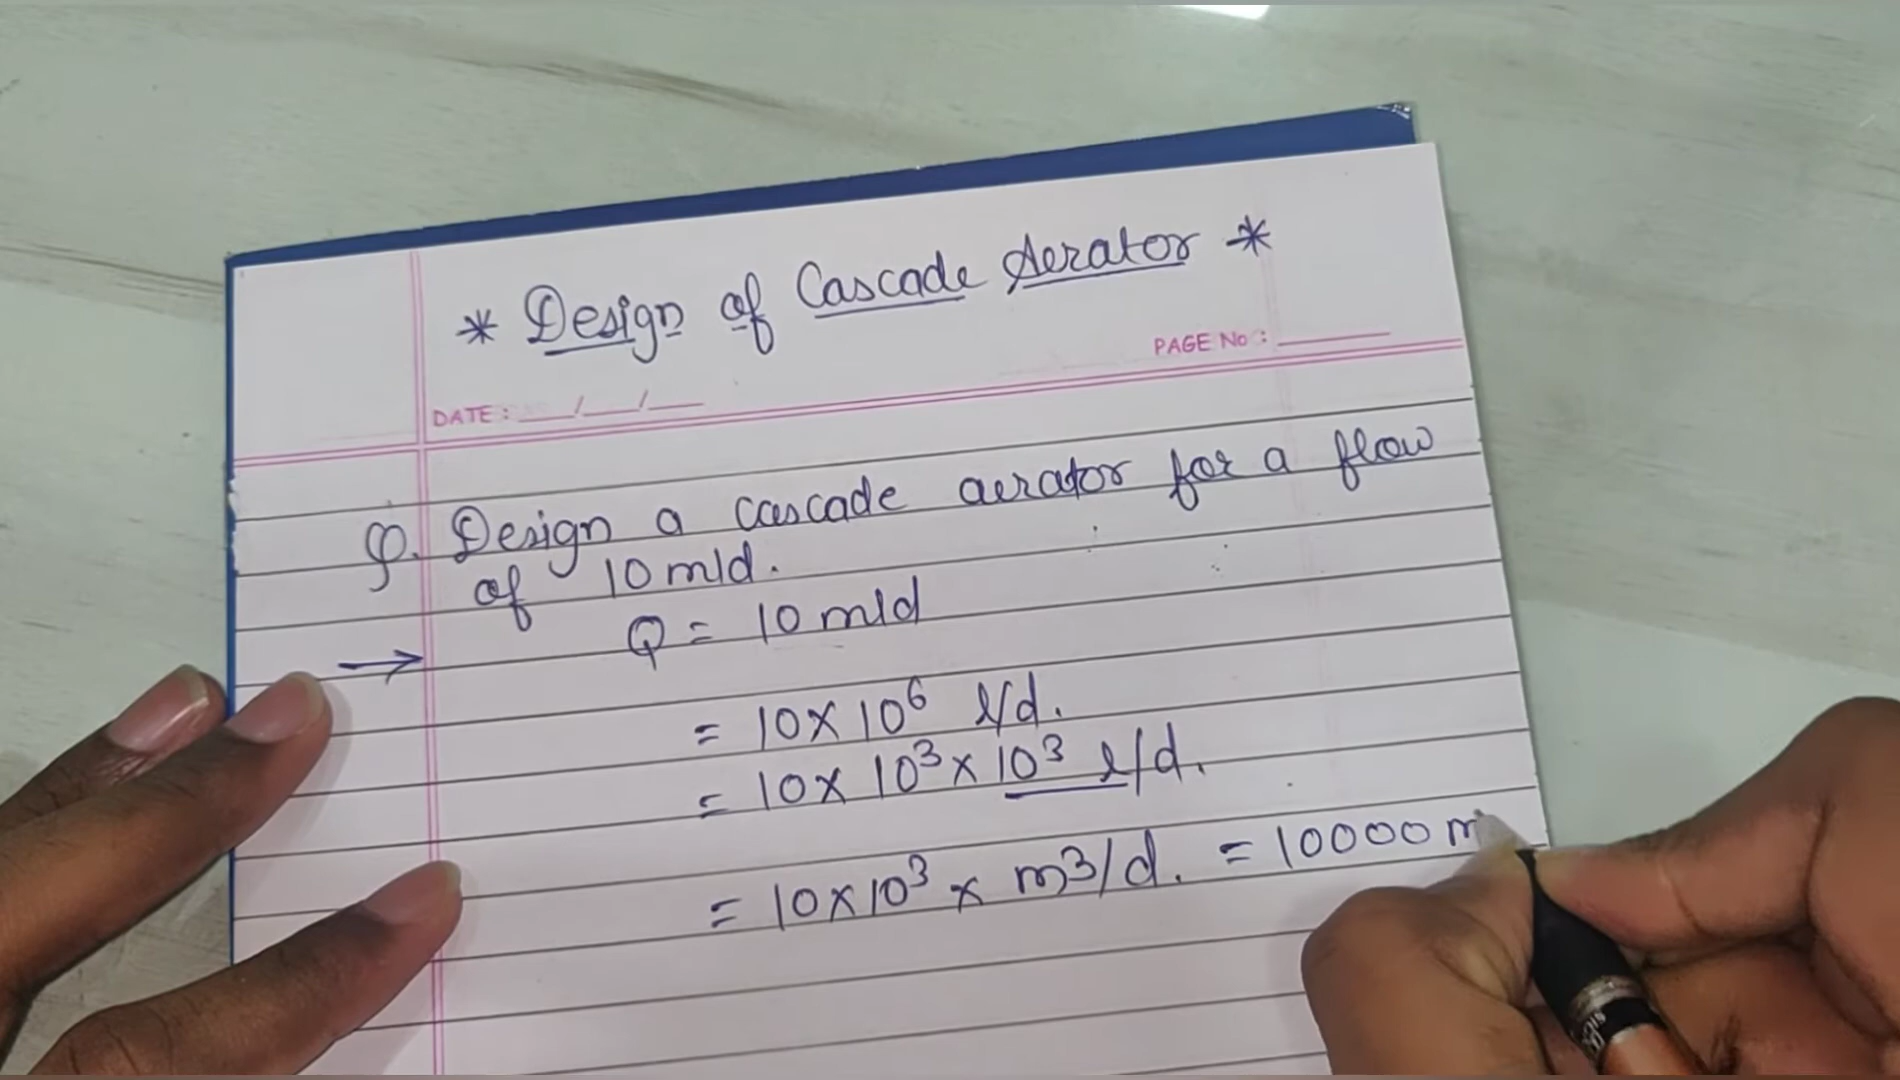 * Design of Cascade Aerator *
PAGE No :
DATE : / /
Q. Design a cascade aerator for a flow
of 10 mld.
Q = 10 mld
= 10 × 10⁶ l/d.
= 10 × 10³ × 10³ l/d.
= 10 × 10³ × m³/d. = 10000 m